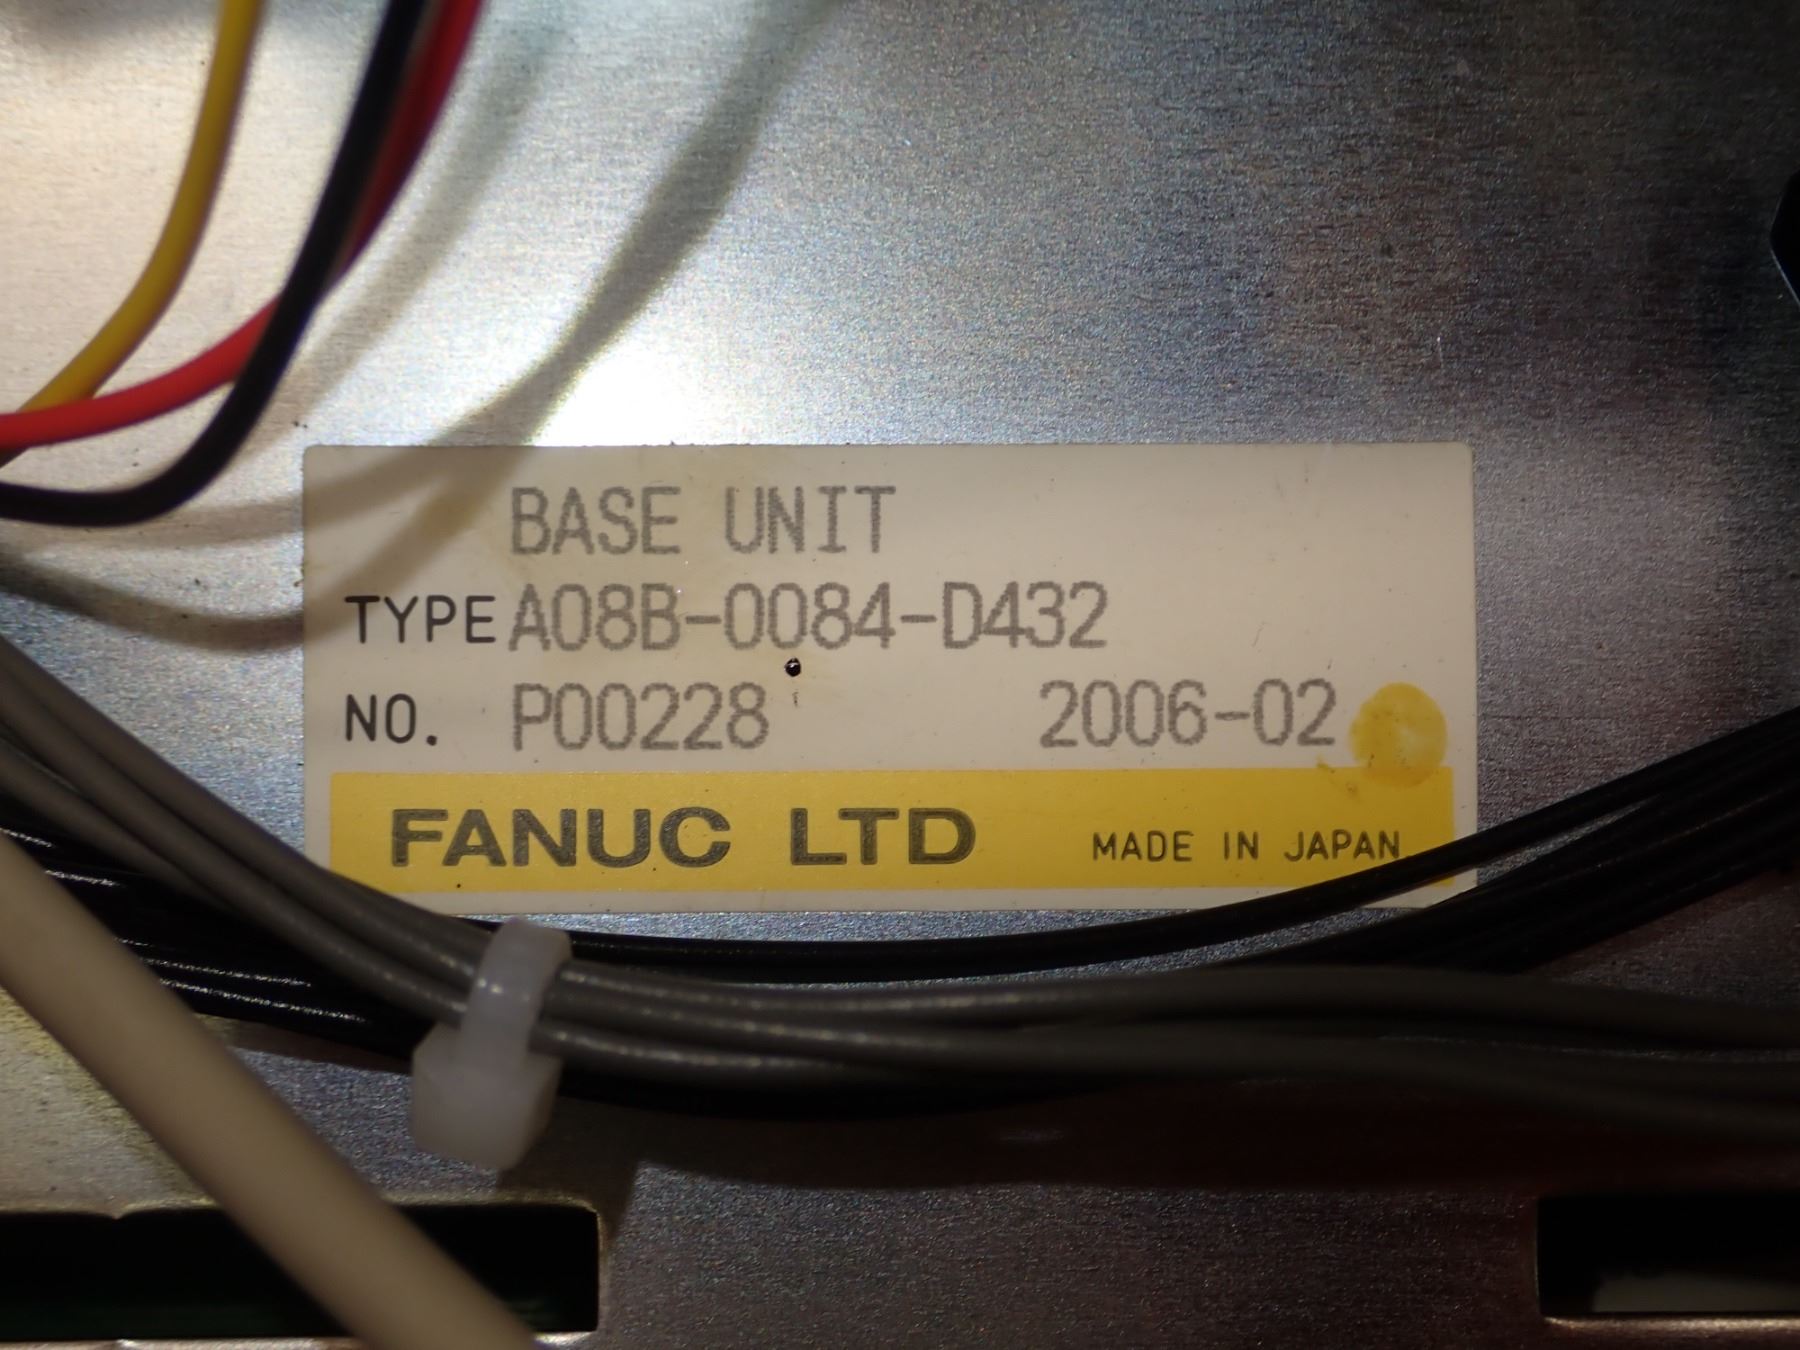 BASE UNIT
TYPE A08B-0084-D432
NO. P00228 2006-02
FANUC LTD MADE IN JAPAN